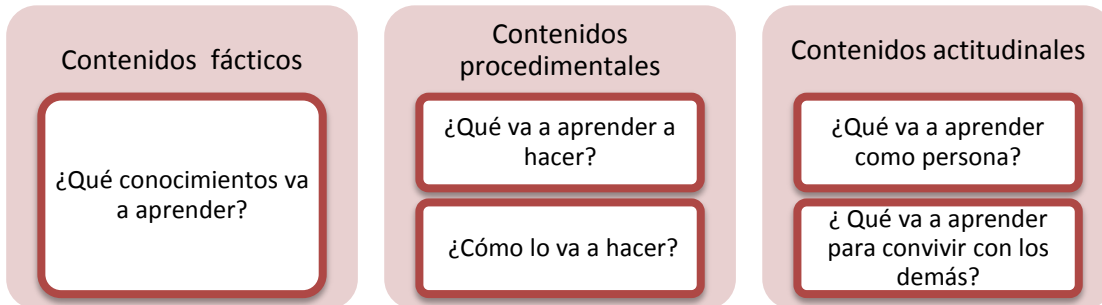 Contenidos fácticos
¿Qué conocimientos va
a aprender?
Contenidos
procedimentales
¿Qué va a aprender a
hacer?
¿Cómo lo va a hacer?
Contenidos actitudinales
¿Qué va a aprender
como persona?
¿ Qué va a aprender
para convivir con los
demás?